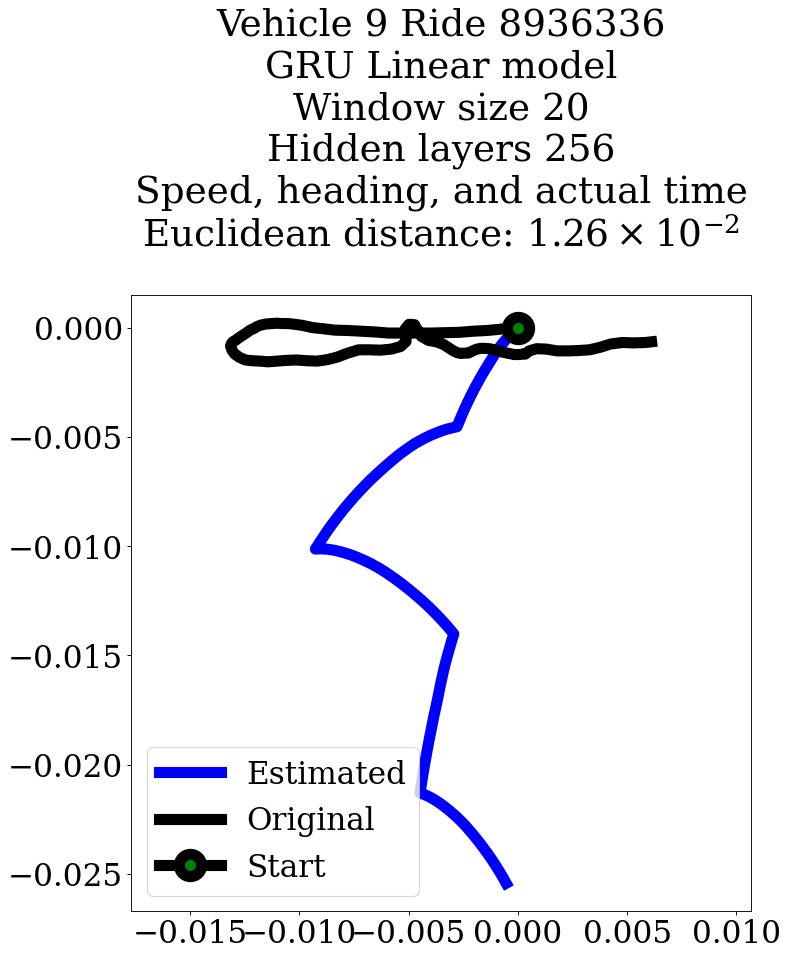 Vehicle 9 Ride 8936336
GRU Linear model
Window size 20
Hidden layers 256
Speed, heading, and actual time
Euclidean distance: 1.26 × 10⁻²
0.000
−0.005
−0.010
−0.015
−0.020
−0.025
Estimated
Original
Start
−0.015 −0.010 −0.005 0.000 0.005 0.010